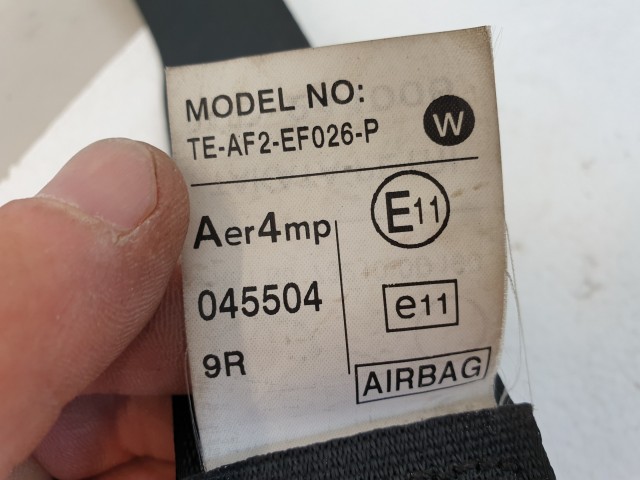 MODEL NO:
TE-AF2-EF026-P
W
Aer4mp
E11
045504
e11
9R
AIRBAG